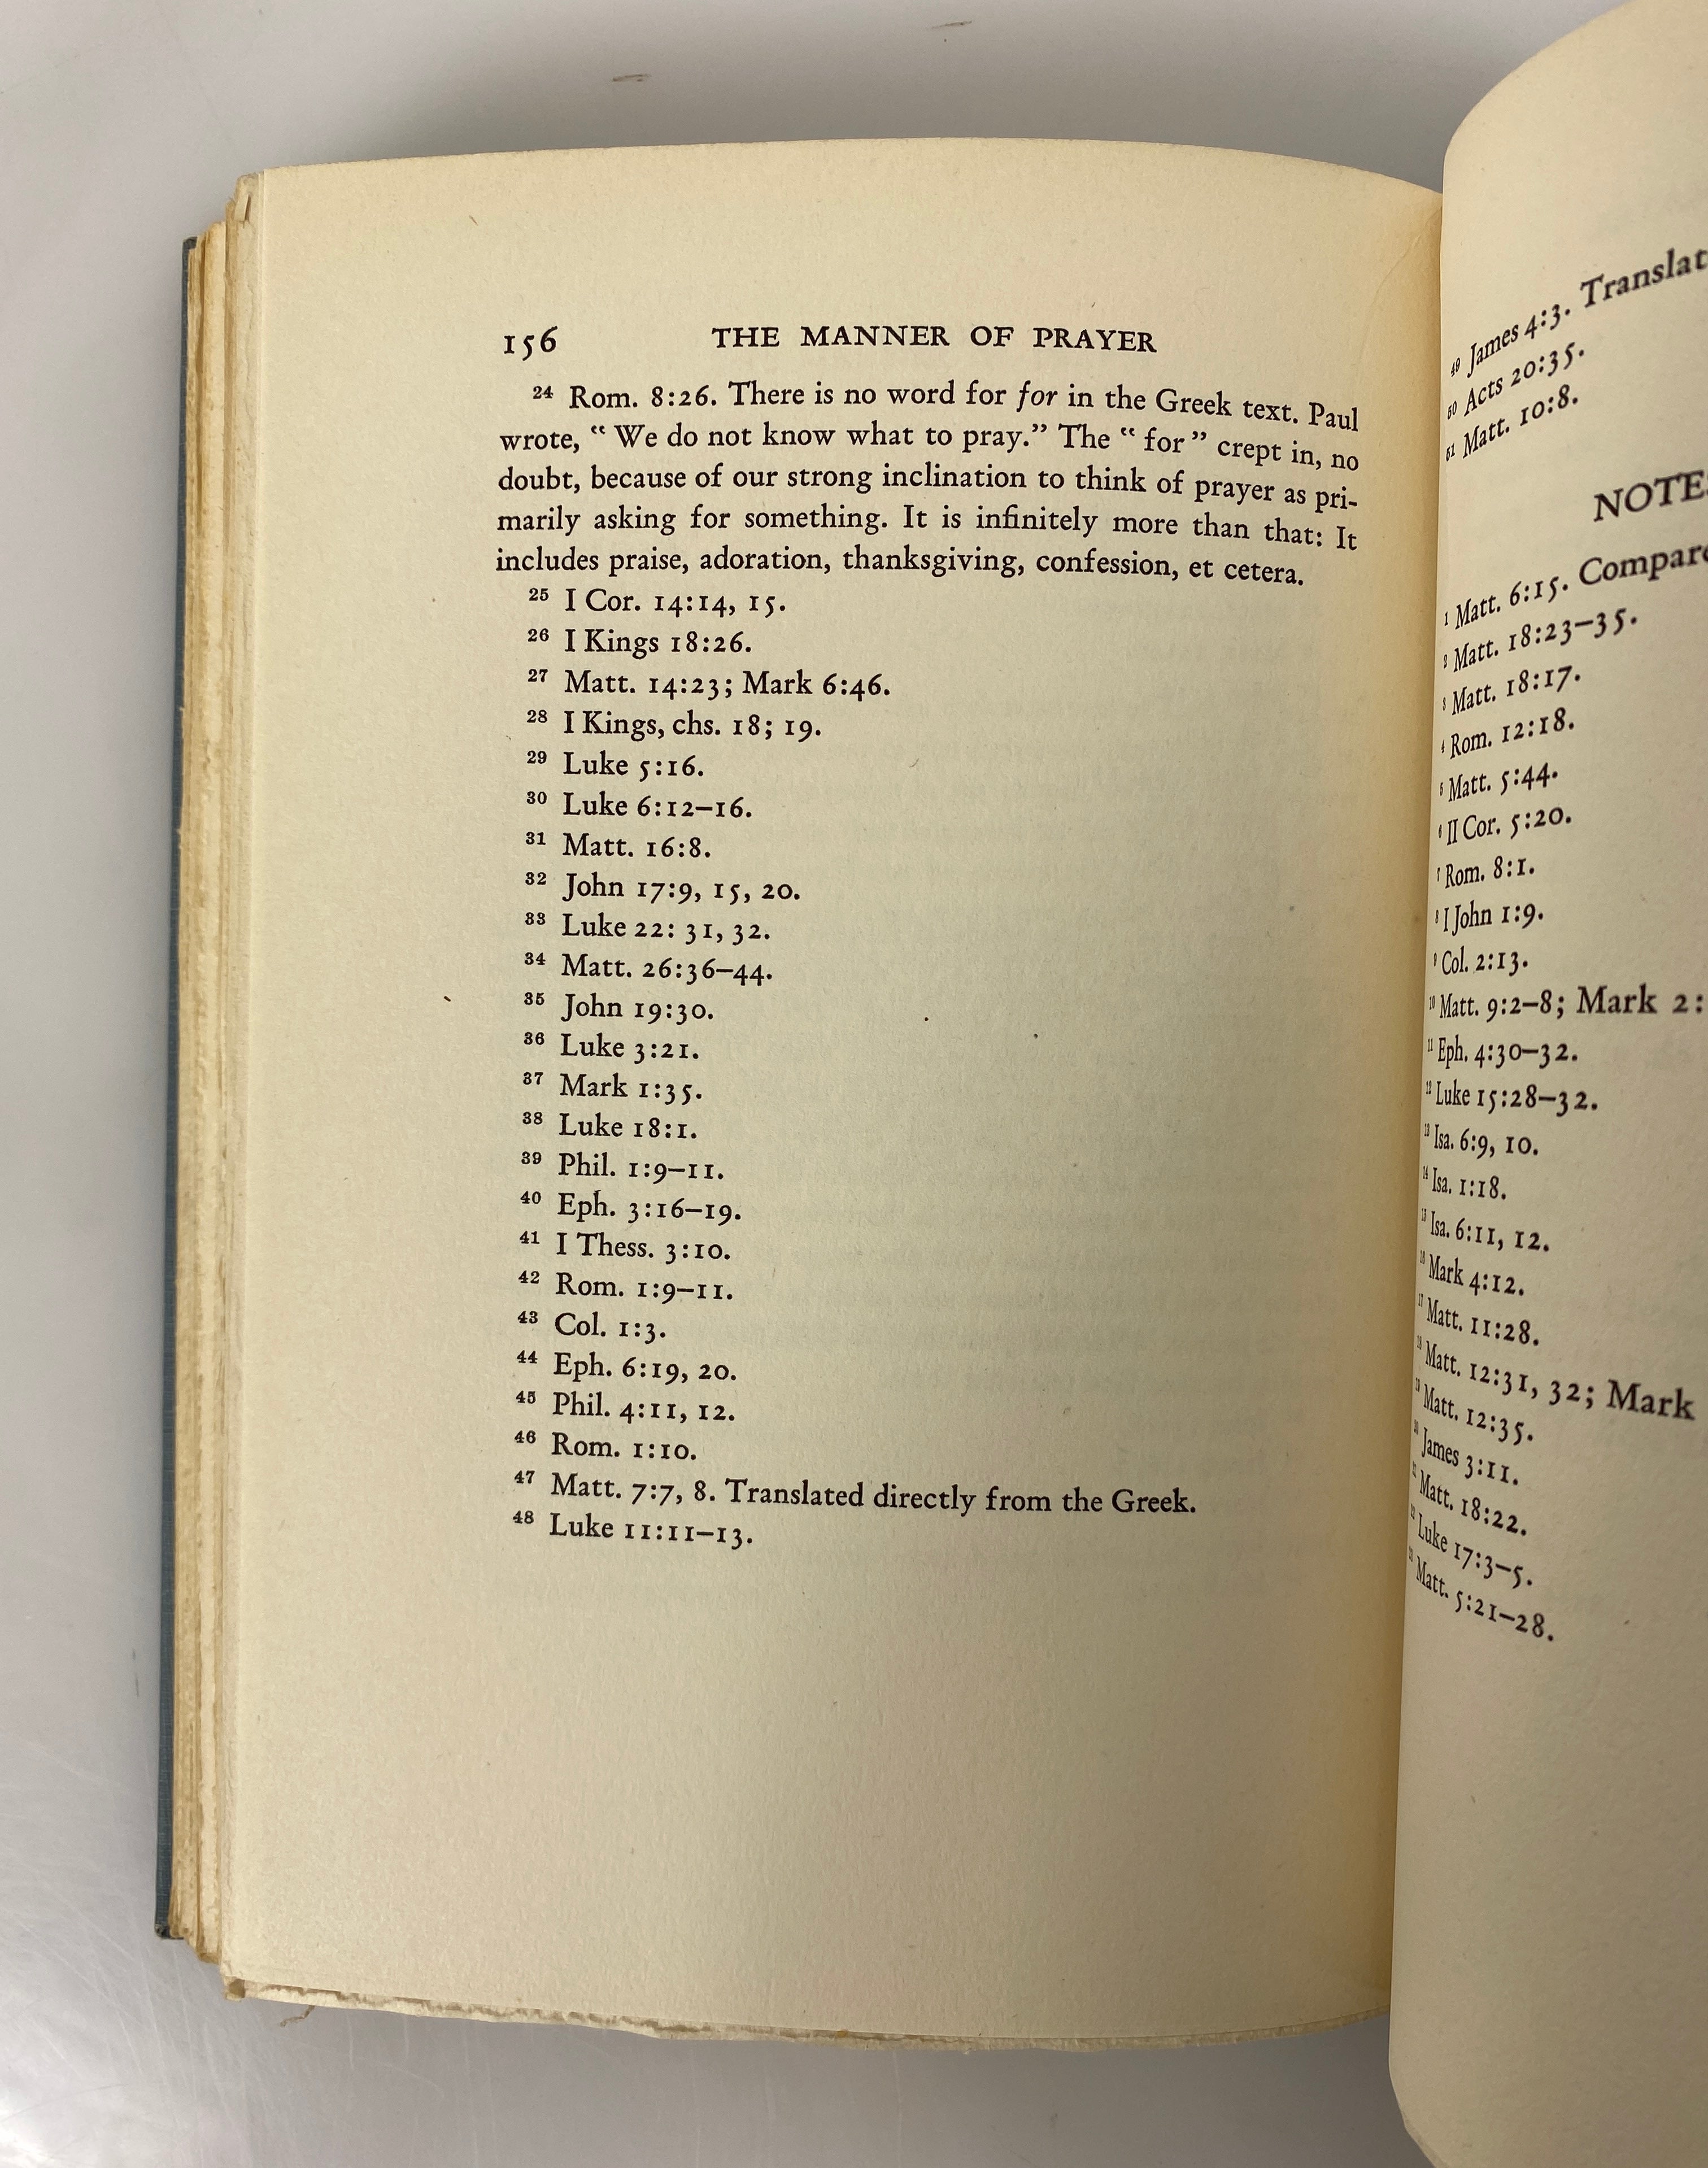 156 THE MANNER OF PRAYER
24 Rom. 8:26. There is no word for for in the Greek text. Paul
wrote, “ We do not know what to pray.” The “ for ” crept in, no
doubt, because of our strong inclination to think of prayer as pri-
marily asking for something. It is infinitely more than that: It
includes praise, adoration, thanksgiving, confession, et cetera.
25 I Cor. 14:14, 15.
26 I Kings 18:26.
27 Matt. 14:23; Mark 6:46.
28 I Kings, chs. 18; 19.
29 Luke 5:16.
30 Luke 6:12–16.
31 Matt. 16:8.
32 John 17:9, 15, 20.
33 Luke 22: 31, 32.
34 Matt. 26:36–44.
35 John 19:30.
36 Luke 3:21.
37 Mark 1:35.
38 Luke 18:1.
39 Phil. 1:9–11.
40 Eph. 3:16–19.
41 I Thess. 3:10.
42 Rom. 1:9–11.
43 Col. 1:3.
44 Eph. 6:19, 20.
45 Phil. 4:11, 12.
46 Rom. 1:10.
47 Matt. 7:7, 8. Translated directly from the Greek.
48 Luke 11:11–13.
49 James 4:3. Translat
50 Acts 20:35.
51 Matt. 10:8.
NOTE
1 Matt. 6:15. Compar
2 Matt. 18:23–35.
3 Matt. 18:17.
4 Rom. 12:18.
5 Matt. 5:44.
6 II Cor. 5:20.
7 Rom. 8:1.
8 I John 1:9.
9 Col. 2:13.
10 Matt. 9:2–8; Mark 2:
11 Eph. 4:30–32.
12 Luke 15:28–32.
13 Isa. 6:9, 10.
14 Isa. 1:18.
15 Isa. 6:11, 12.
16 Mark 4:12.
17 Matt. 11:28.
18 Matt. 12:31, 32; Mark
19 Matt. 12:35.
20 James 3:11.
21 Matt. 18:22.
22 Luke 17:3–5.
23 Matt. 5:21–28.